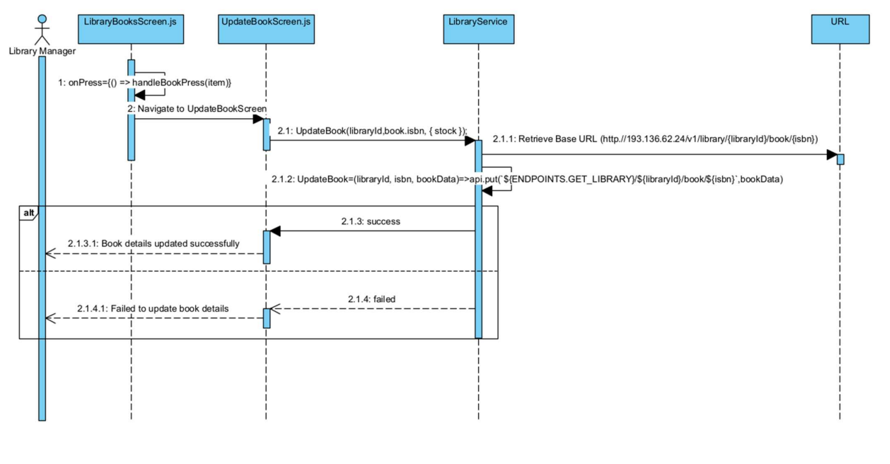 LibraryBooksScreen.js
UpdateBookScreen.js
LibraryService
URL
Library Manager
1: onPress={() => handleBookPress(item)}
2: Navigate to UpdateBookScreen
2.1: UpdateBook(libraryId,book.isbn, { stock });
2.1.1: Retrieve Base URL (http://193.136.62.24/v1/library/{libraryId}/book/{isbn})
2.1.2: UpdateBook=(libraryId, isbn, bookData)=>api.put(`${ENDPOINTS.GET_LIBRARY}/${libraryId}/book/${isbn}`,bookData)
alt
2.1.3: success
2.1.3.1: Book details updated successfully
2.1.4: failed
2.1.4.1: Failed to update book details